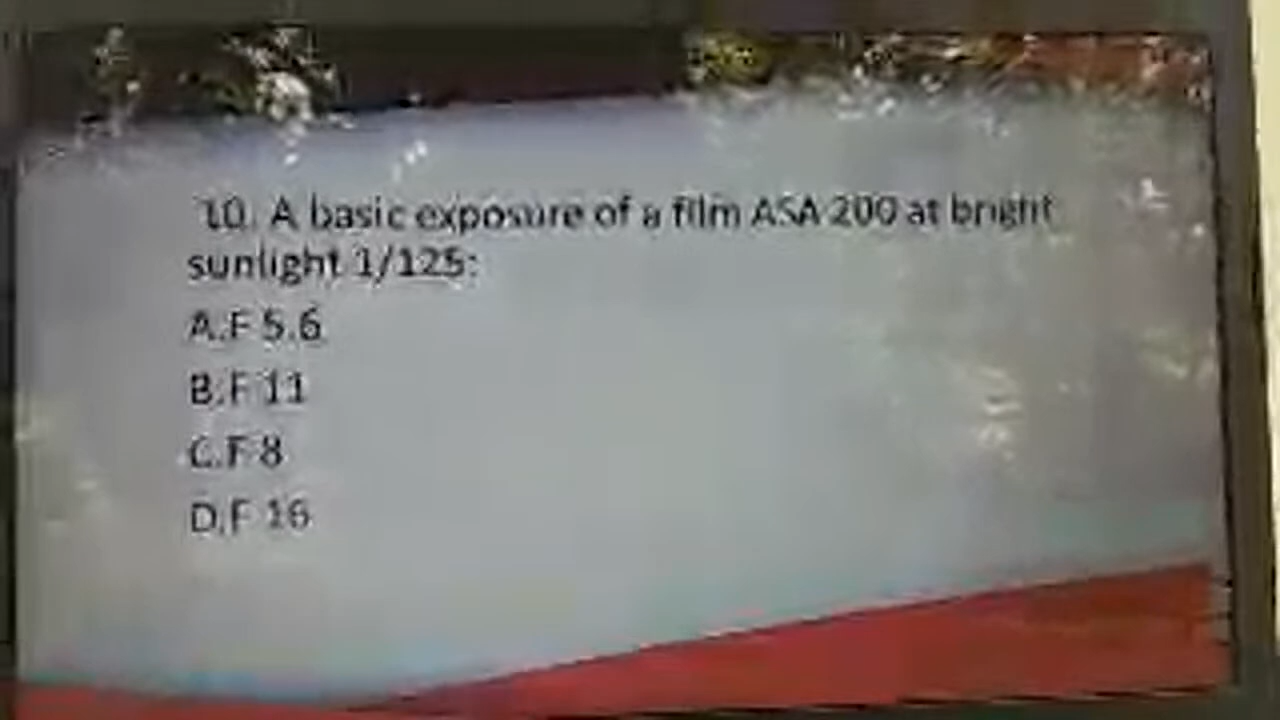 10. A basic exposure of a film ASA 200 at bright
sunlight 1/125:
A.F 5.6
B.F 11
C.F 8
D.F 16